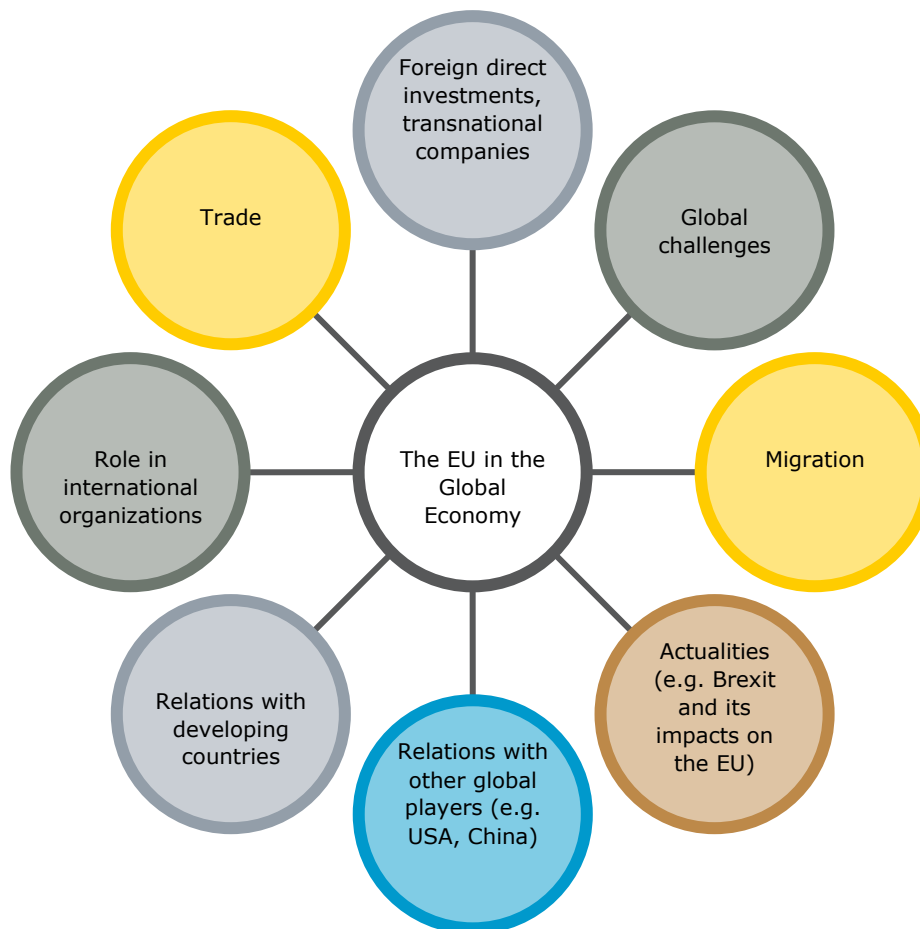 Foreign direct
investments,
transnational
companies
Trade
Global
challenges
Role in
international
organizations
The EU in the
Global
Economy
Migration
Relations with
developing
countries
Relations with
other global
players (e.g.
USA, China)
Actualities
(e.g. Brexit
and its
impacts on
the EU)